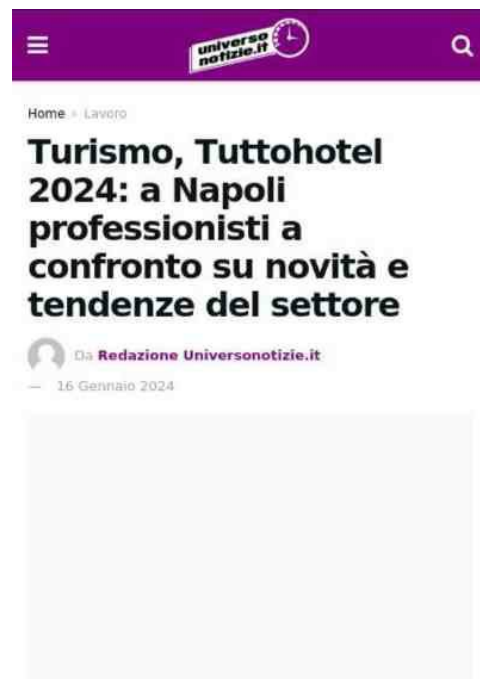 universo
notizie.it
Home » Lavoro
Turismo, Tuttohotel
2024: a Napoli
professionisti a
confronto su novità e
tendenze del settore
Da Redazione Universonotizie.it
— 16 Gennaio 2024